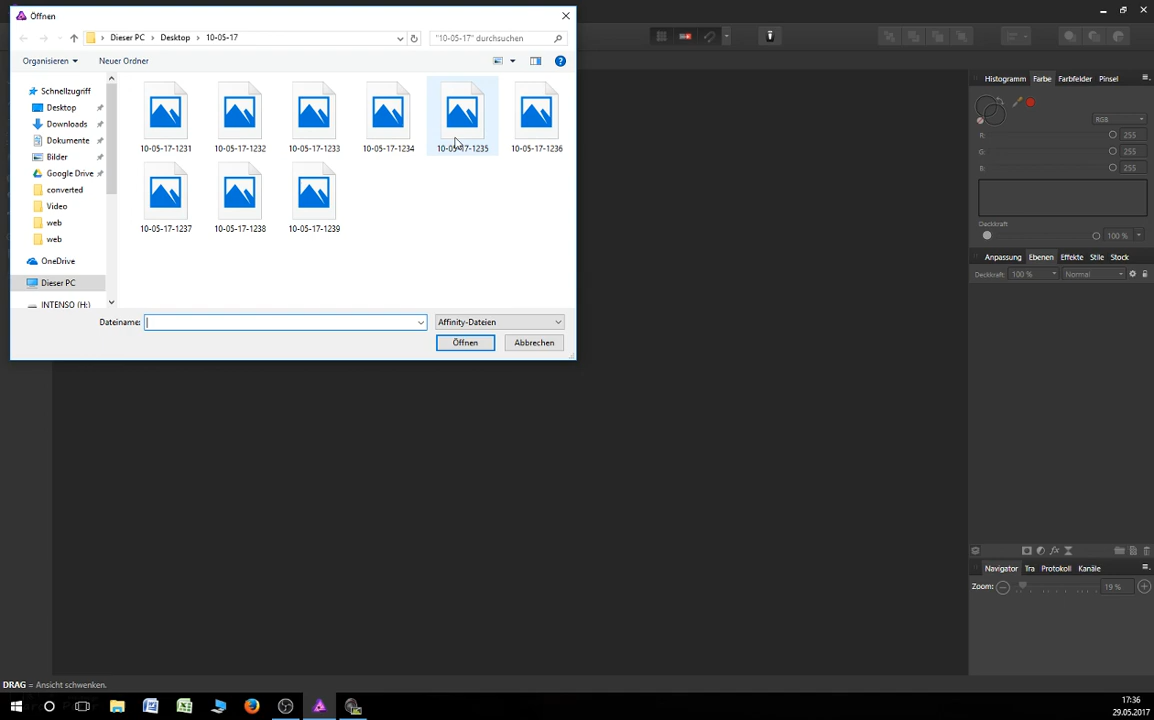 Öffnen
Dieser PC
Desktop
10-05-17
"10-05-17" durchsuchen
Organisieren
Neuer Ordner
Schnellzugriff
Desktop
Downloads
Dokumente
Bilder
Google Drive
converted
Video
web
web
OneDrive
Dieser PC
INTENSO (H:)
10-05-17-1231
10-05-17-1232
10-05-17-1233
10-05-17-1234
10-05-17-1235
10-05-17-1236
10-05-17-1237
10-05-17-1238
10-05-17-1239
Dateiname:
Affinity-Dateien
Öffnen
Abbrechen
Histogramm
Farbe
Farbfelder
Pinsel
RGB
R:
255
G:
255
B:
255
Deckkraft
100 %
Anpassung
Ebenen
Effekte
Stile
Stock
Deckkraft:
100 %
Normal
Navigator
Tra
Protokoll
Kanäle
Zoom:
19 %
DRAG = Ansicht schwenken.
17:36
29.05.2017